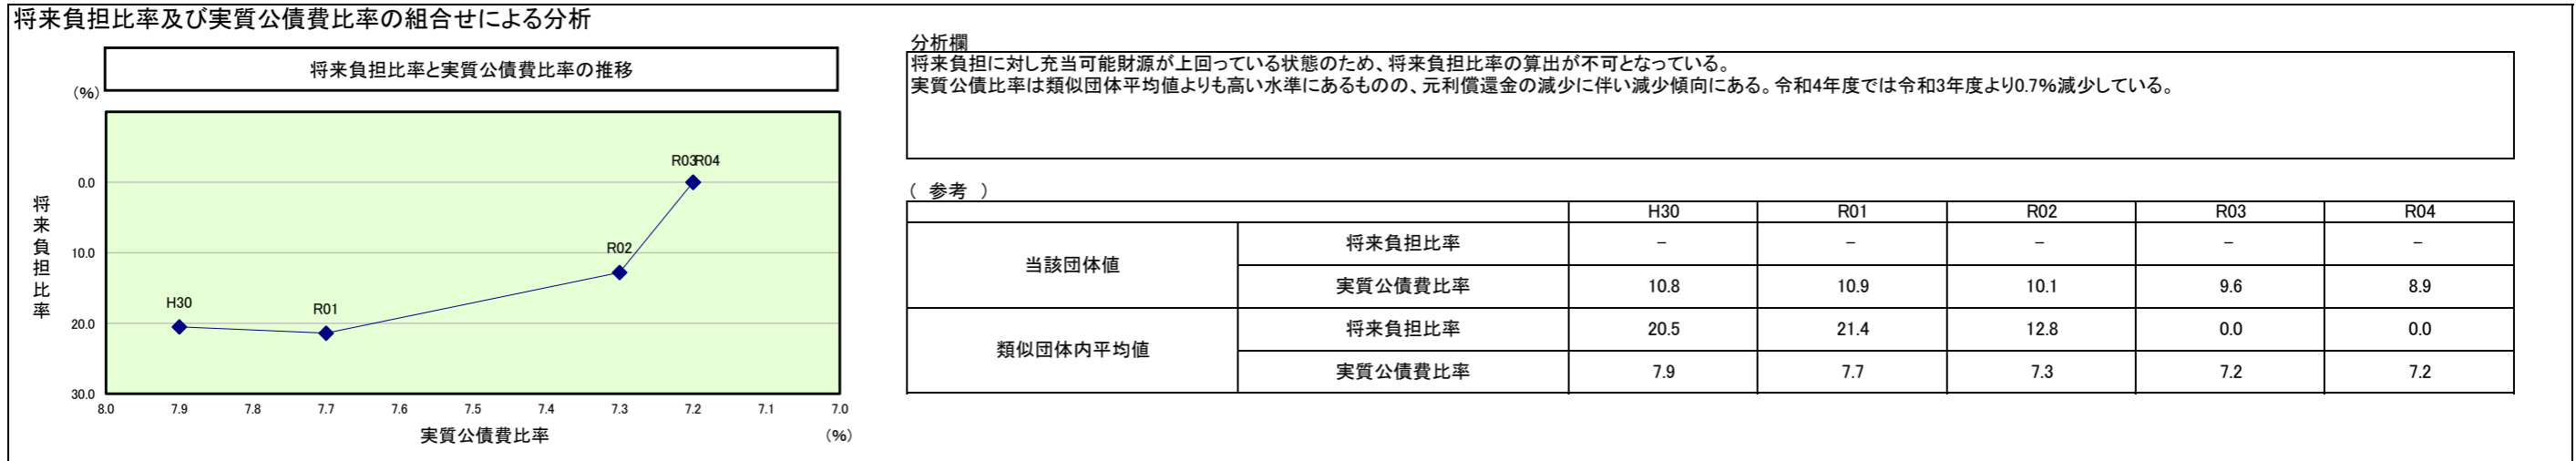 将来負担比率及び実質公債費比率の組合せによる分析
将来負担比率と実質公債費比率の推移
(%)
R03R04
0.0
R02
10.0
H30
R01
20.0
30.0
将来負担比率
8.0 7.9 7.8 7.7 7.6 7.5 7.4 7.3 7.2 7.1 7.0
実質公債費比率 (%)
分析欄
将来負担に対し充当可能財源が上回っている状態のため、将来負担比率の算出が不可となっている。
実質公債比率は類似団体平均値よりも高い水準にあるものの、元利償還金の減少に伴い減少傾向にある。令和4年度では令和3年度より0.7%減少している。
( 参考 )
H30 R01 R02 R03 R04
当該団体値
将来負担比率 － － － － －
実質公債費比率 10.8 10.9 10.1 9.6 8.9
類似団体内平均値
将来負担比率 20.5 21.4 12.8 0.0 0.0
実質公債費比率 7.9 7.7 7.3 7.2 7.2